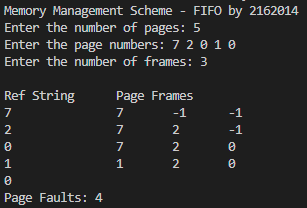 Memory Management Scheme - FIFO by 2162014
Enter the number of pages: 5
Enter the page numbers: 7 2 0 1 0
Enter the number of frames: 3

Ref String Page Frames
7 7 -1 -1
2 7 2 -1
0 7 2 0
1 1 2 0
0
Page Faults: 4